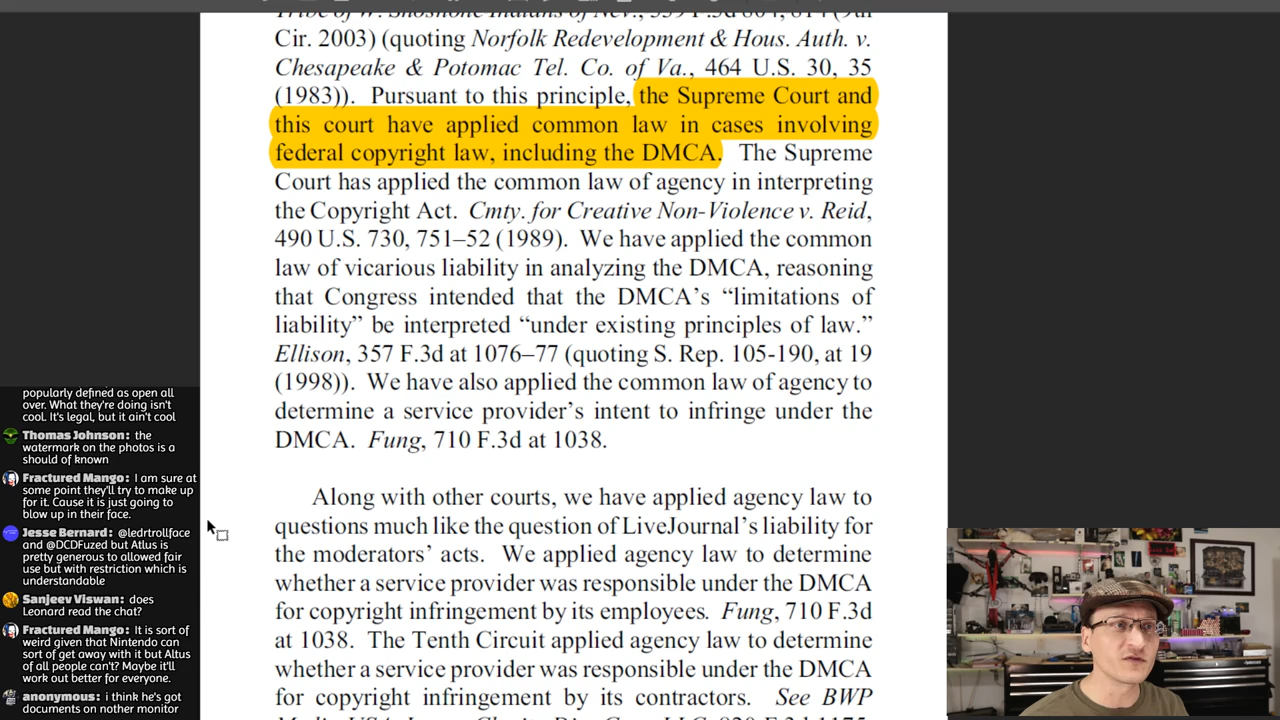 Tribe of W. Shoshone Indians of Nev., 339 F.3d 804, 814 (9th
Cir. 2003) (quoting Norfolk Redevelopment & Hous. Auth. v.
Chesapeake & Potomac Tel. Co. of Va., 464 U.S. 30, 35
(1983)). Pursuant to this principle, the Supreme Court and
this court have applied common law in cases involving
federal copyright law, including the DMCA. The Supreme
Court has applied the common law of agency in interpreting
the Copyright Act. Cmty. for Creative Non-Violence v. Reid,
490 U.S. 730, 751–52 (1989). We have applied the common
law of vicarious liability in analyzing the DMCA, reasoning
that Congress intended that the DMCA's “limitations of
liability” be interpreted “under existing principles of law.”
Ellison, 357 F.3d at 1076–77 (quoting S. Rep. 105-190, at 19
(1998)). We have also applied the common law of agency to
determine a service provider's intent to infringe under the
DMCA. Fung, 710 F.3d at 1038.
Along with other courts, we have applied agency law to
questions much like the question of LiveJournal's liability for
the moderators' acts. We applied agency law to determine
whether a service provider was responsible under the DMCA
for copyright infringement by its employees. Fung, 710 F.3d
at 1038. The Tenth Circuit applied agency law to determine
whether a service provider was responsible under the DMCA
for copyright infringement by its contractors. See BWP
popularly defined as open all
over. What they're doing isn't
cool. It's legal, but it ain't cool
Thomas Johnson: the
watermark on the photos is a
should of known
Fractured Mango: I am sure at
some point they'll try to make up
for it. Cause it is just going to
blow up in their face.
Jesse Bernard: @ledrtrollface
and @DCDFuzed but Atlus is
pretty generous to allowed fair
use but with restriction which is
understandable
Sanjeev Viswan: does
Leonard read the chat?
Fractured Mango: It is sort of
weird given that Nintendo can
sort of get away with it but Altus
of all people can't? Maybe it'll
work out better for everyone.
anonymous: i think he's got
documents on nother monitor